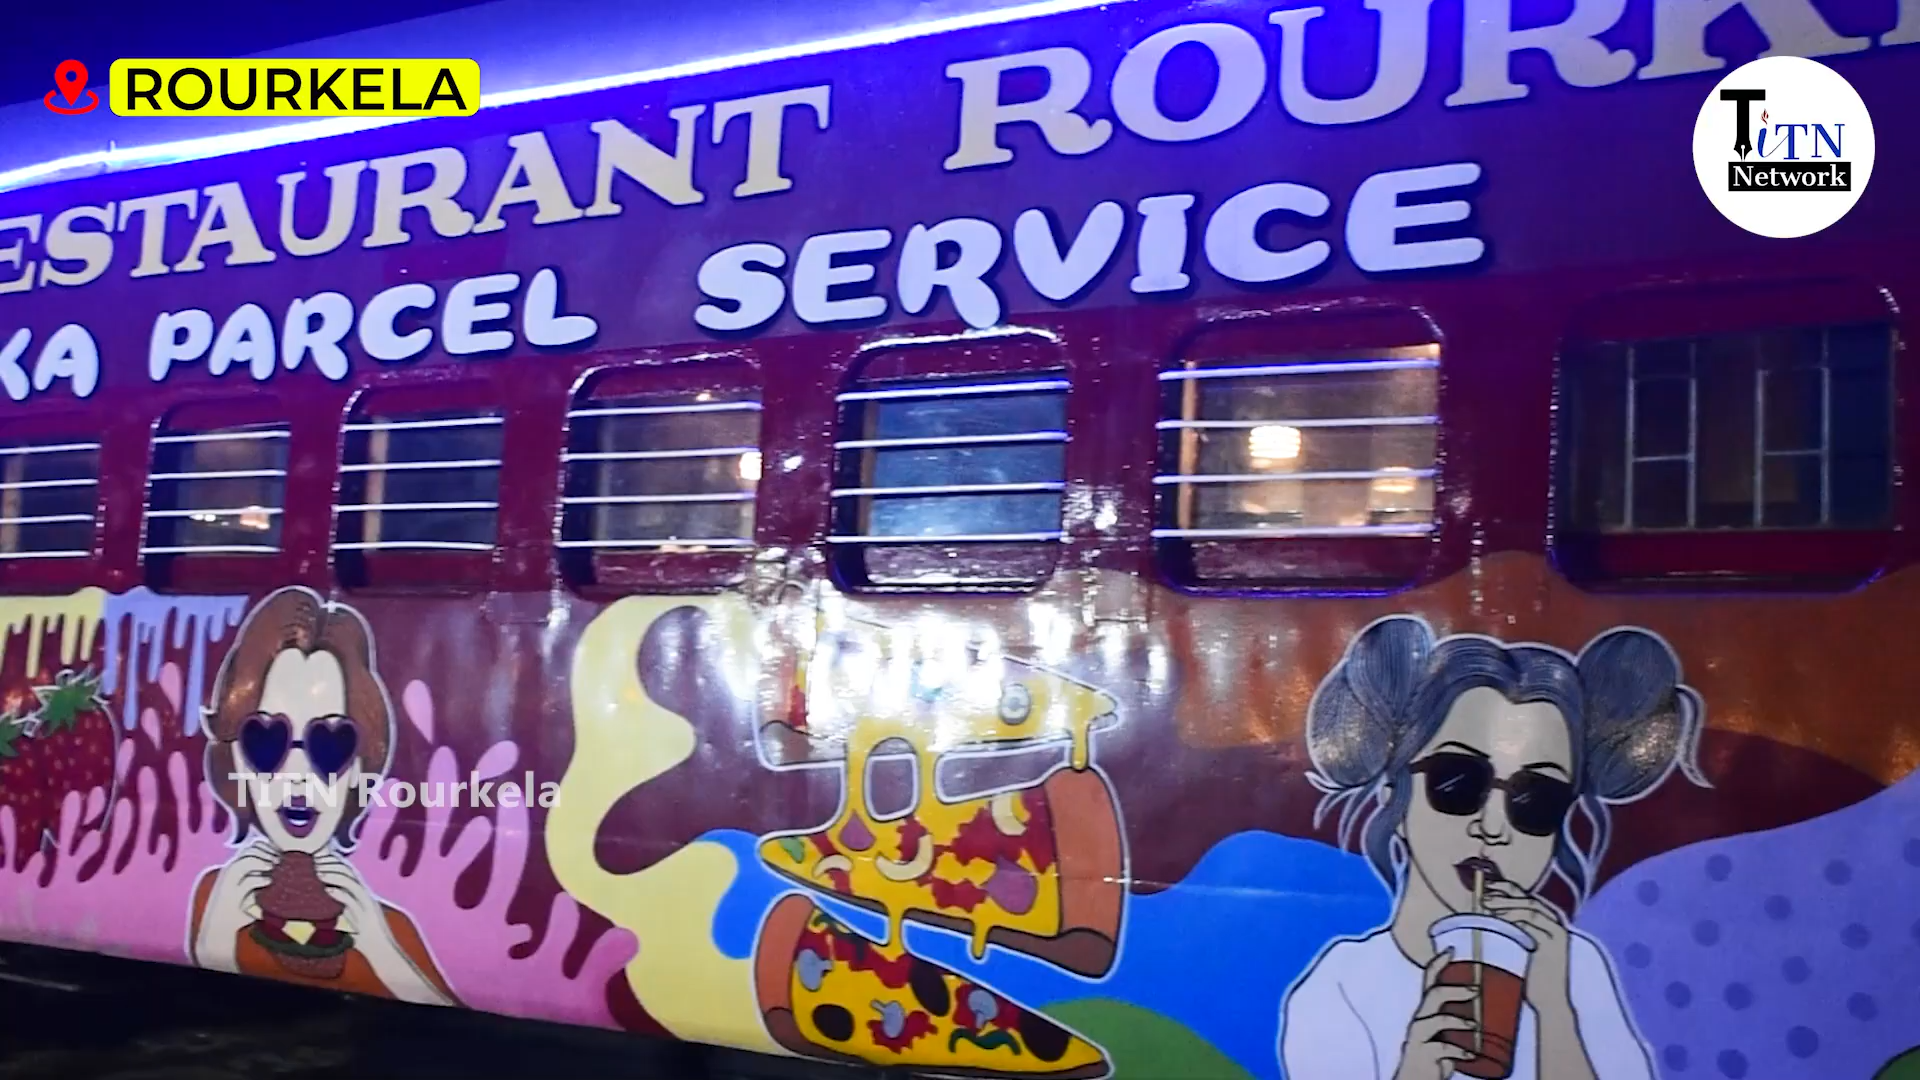 ROURKELA
TiTN
Network
ESTAURANT ROURK
KA PARCEL SERVICE
TITN Rourkela